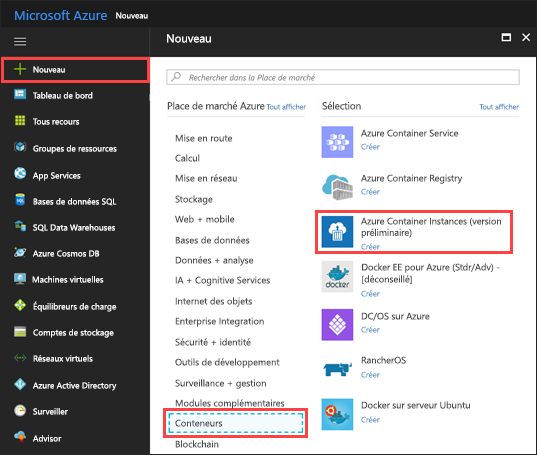 Microsoft Azure Nouveau
Nouveau
Nouveau
Tableau de bord
Tous recours
Groupes de ressources
App Services
Bases de données SQL
SQL Data Warehouses
Azure Cosmos DB
Machines virtuelles
Équilibreurs de charge
Comptes de stockage
Réseaux virtuels
Azure Active Directory
Surveiller
Advisor
Rechercher dans la Place de marché
Place de marché Azure Tout afficher
Mise en route
Calcul
Mise en réseau
Stockage
Web + mobile
Bases de données
Données + analyse
IA + Cognitive Services
Internet des objets
Enterprise Integration
Sécurité + identité
Outils de développement
Surveillance + gestion
Modules complémentaires
Conteneurs
Blockchain
Sélection Tout afficher
Azure Container Service
Créer
Azure Container Registry
Créer
Azure Container Instances (version
préliminaire)
Créer
docker
Docker EE pour Azure (Stdr/Adv) -
[déconseillé]
Créer
DC/OS sur Azure
Créer
RancherOS
Créer
Docker sur serveur Ubuntu
Créer